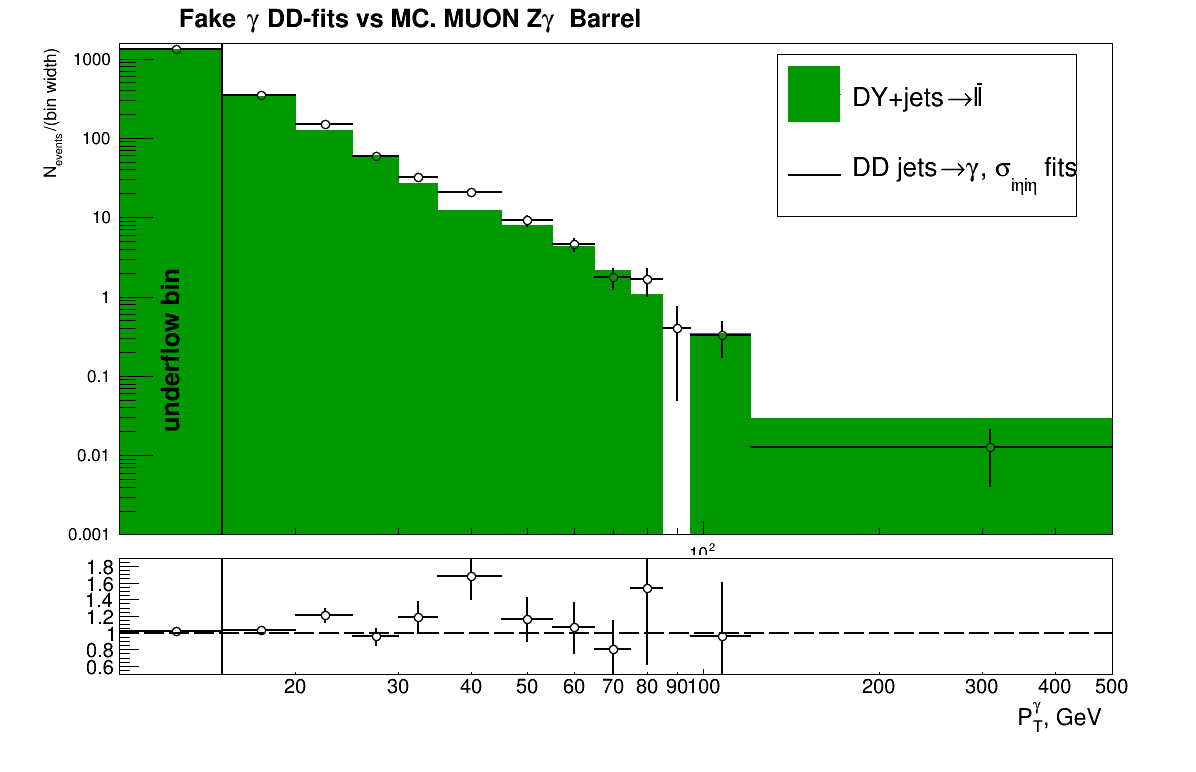 Fake γ DD-fits vs MC. MUON Zγ Barrel
N_events/(bin width)
1000
100
10
1
0.1
0.01
0.001
underflow bin
DY+jets→ll̄
DD jets→γ, σ_iηiη fits
10²
1.8
1.6
1.4
1.2
1
0.8
0.6
20 30 40 50 60 70 80 90 100 200 300 400 500
P_T^γ, GeV